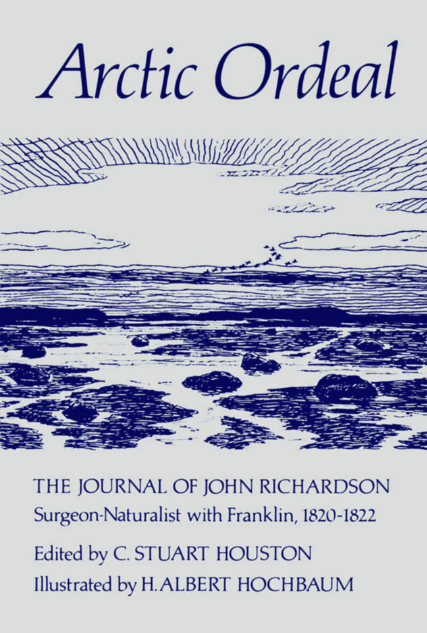 Arctic Ordeal
THE JOURNAL OF JOHN RICHARDSON
Surgeon-Naturalist with Franklin, 1820-1822
Edited by C. STUART HOUSTON
Illustrated by H. ALBERT HOCHBAUM